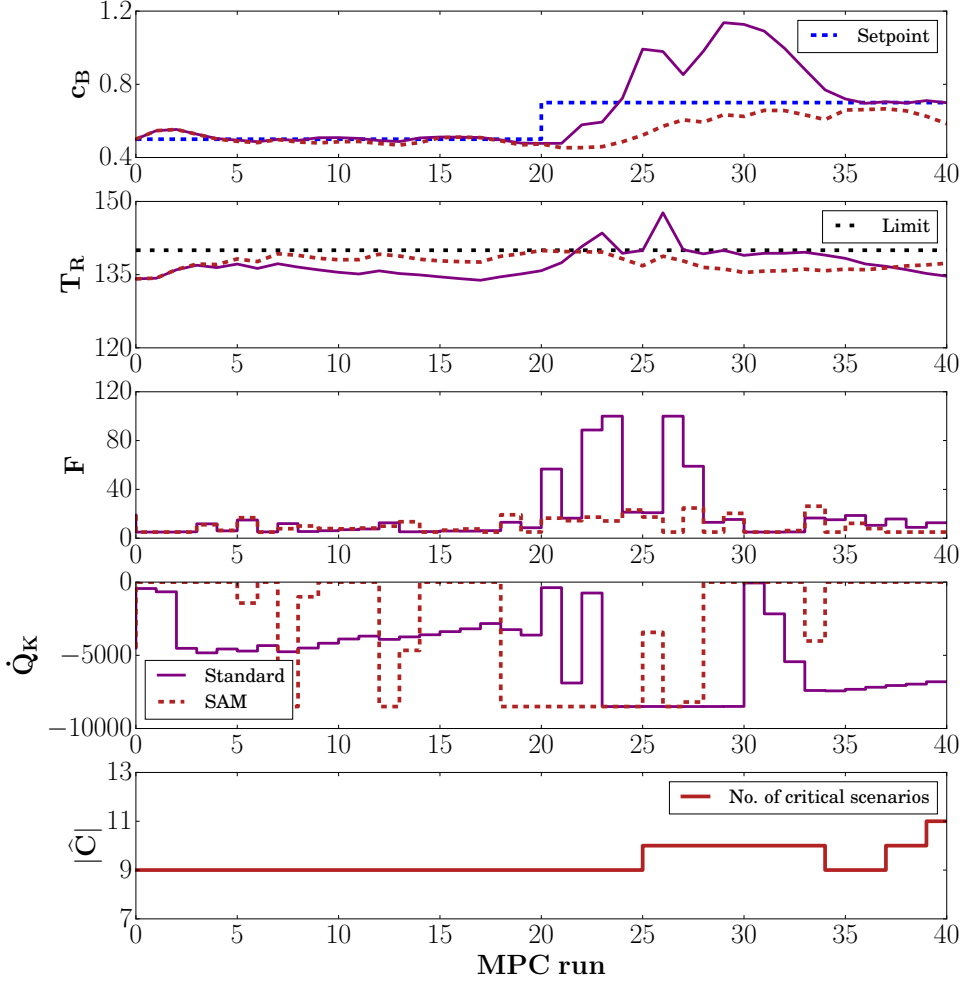 1.2
Setpoint
c_B
0.8
0.4
0 5 10 15 20 25 30 35 40
150
Limit
T_R
135
120
0 5 10 15 20 25 30 35 40
120
80
F
40
0
0 5 10 15 20 25 30 35 40
0
−5000
Q̇_K
Standard
SAM
−10000
0 5 10 15 20 25 30 35 40
13
No. of critical scenarios
11
|Ĉ|
9
7
0 5 10 15 20 25 30 35 40
MPC run